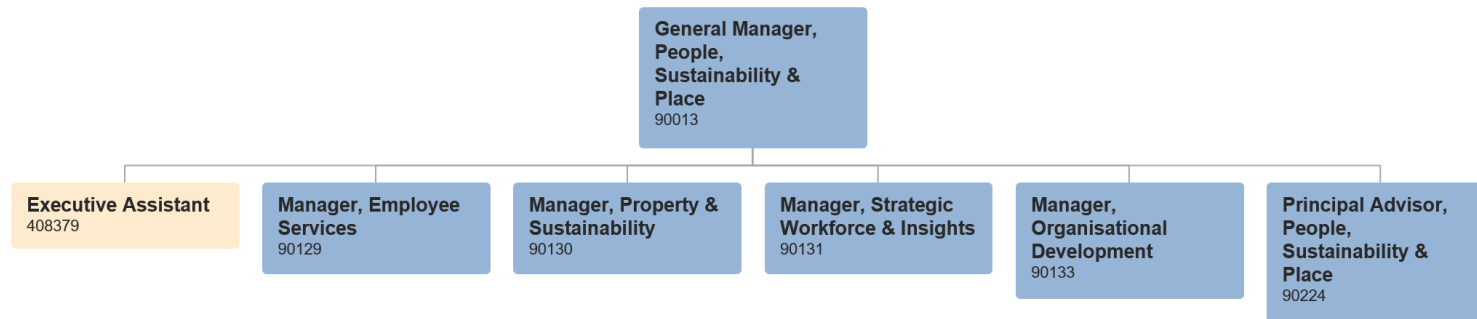 General Manager,
People,
Sustainability &
Place
90013
Executive Assistant
408379
Manager, Employee
Services
90129
Manager, Property &
Sustainability
90130
Manager, Strategic
Workforce & Insights
90131
Manager,
Organisational
Development
90133
Principal Advisor,
People,
Sustainability &
Place
90224